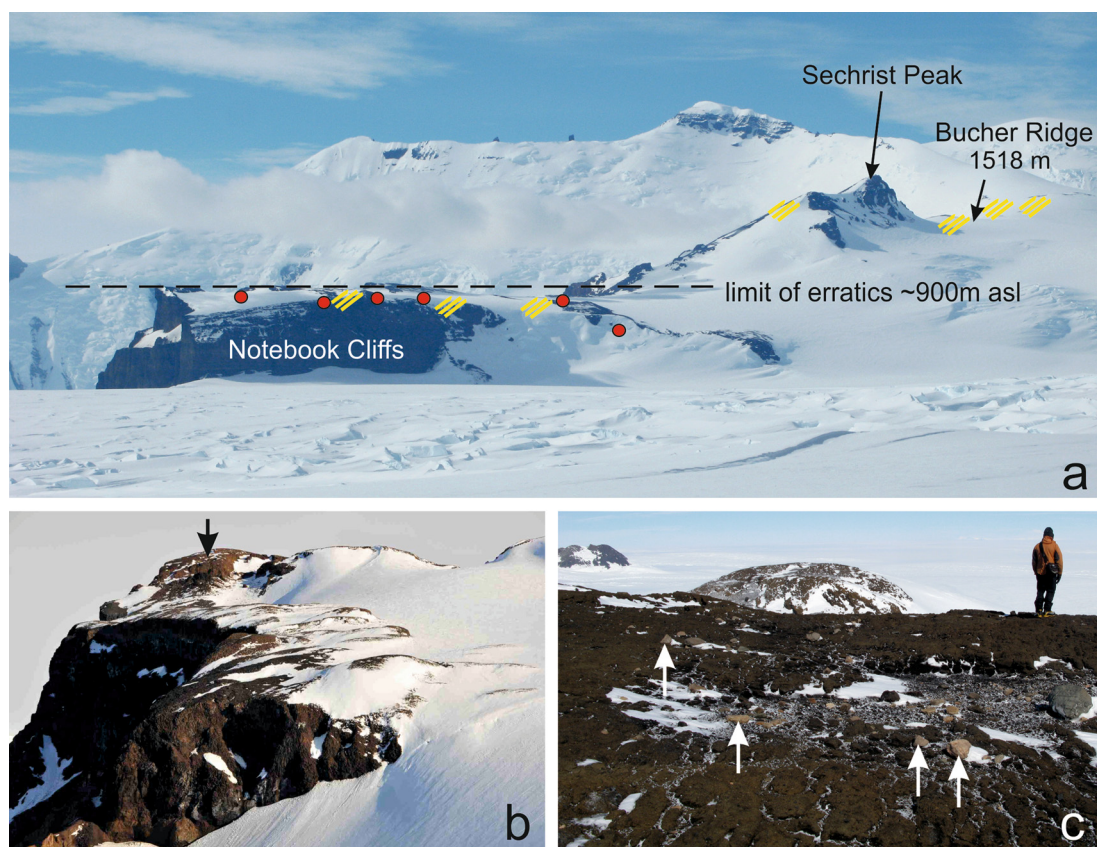 Sechrist Peak
Bucher Ridge
1518 m
limit of erratics ~900m asl
Notebook Cliffs
a
b
c